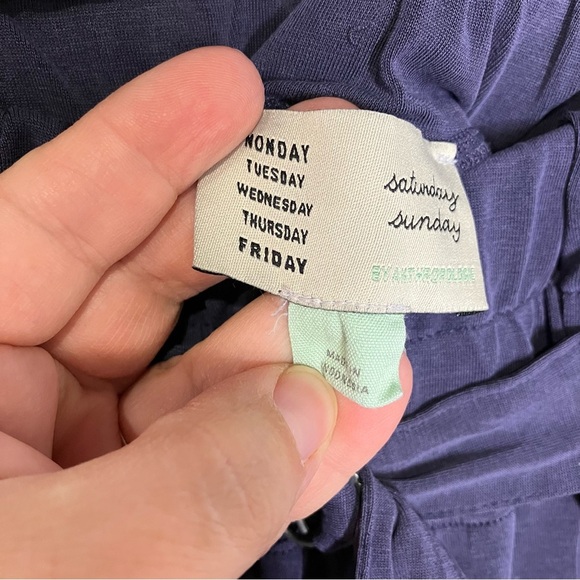 MONDAY
TUESDAY
WEDNESDAY
THURSDAY
FRIDAY
saturday
sunday
BY ANTHROPOLOGIE
MADE IN
INDONESIA